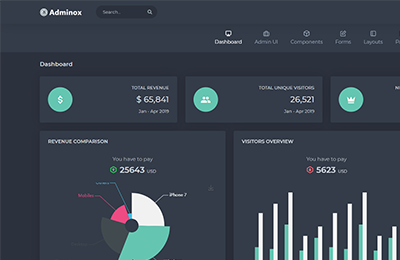 Adminox
Search..
Dashboard Admin UI Components Forms Layouts
Dashboard
TOTAL REVENUE
$ 65,841
Jan - Apr 2019
TOTAL UNIQUE VISITORS
26,521
Jan - Apr 2019
REVENUE COMPARISON
You have to pay
25643 USD
iPhone 7
Mobiles
VISITORS OVERVIEW
You have to pay
5623 USD